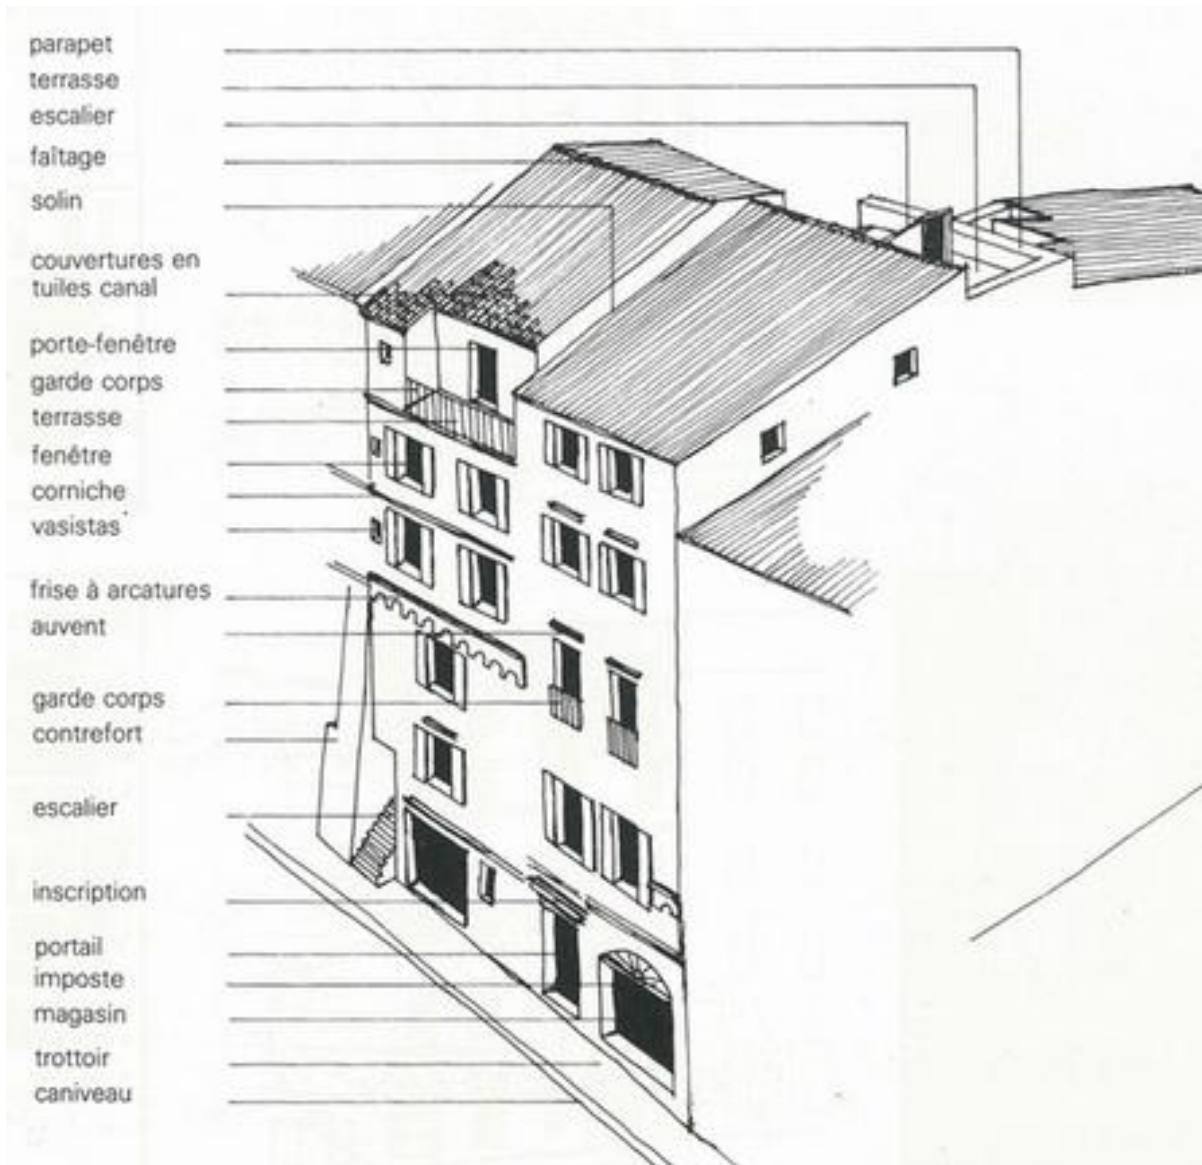 parapet
terrasse
escalier
faîtage
solin
couvertures en
tuiles canal
porte-fenêtre
garde corps
terrasse
fenêtre
corniche
vasistas
frise à arcatures
auvent
garde corps
contrefort
escalier
inscription
portail
imposte
magasin
trottoir
caniveau